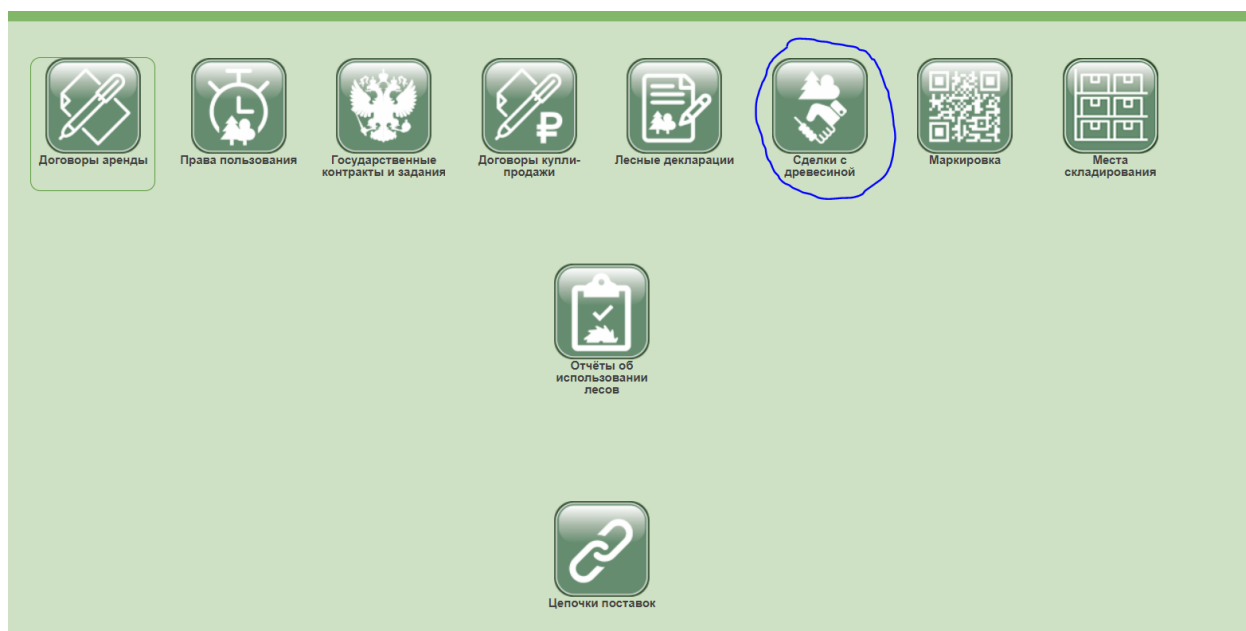 Договоры аренды
Права пользования
Государственные
контракты и задания
Договоры купли-
продажи
Лесные декларации
Сделки с
древесиной
Маркировка
Места
складирования
Отчёты об
использовании
лесов
Цепочки поставок